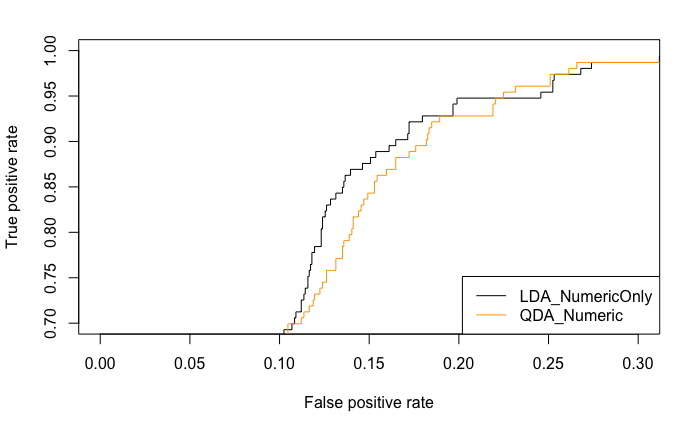 1.00
0.95
0.90
0.85
0.80
0.75
0.70
True positive rate
LDA_NumericOnly
QDA_Numeric
0.00 0.05 0.10 0.15 0.20 0.25 0.30
False positive rate